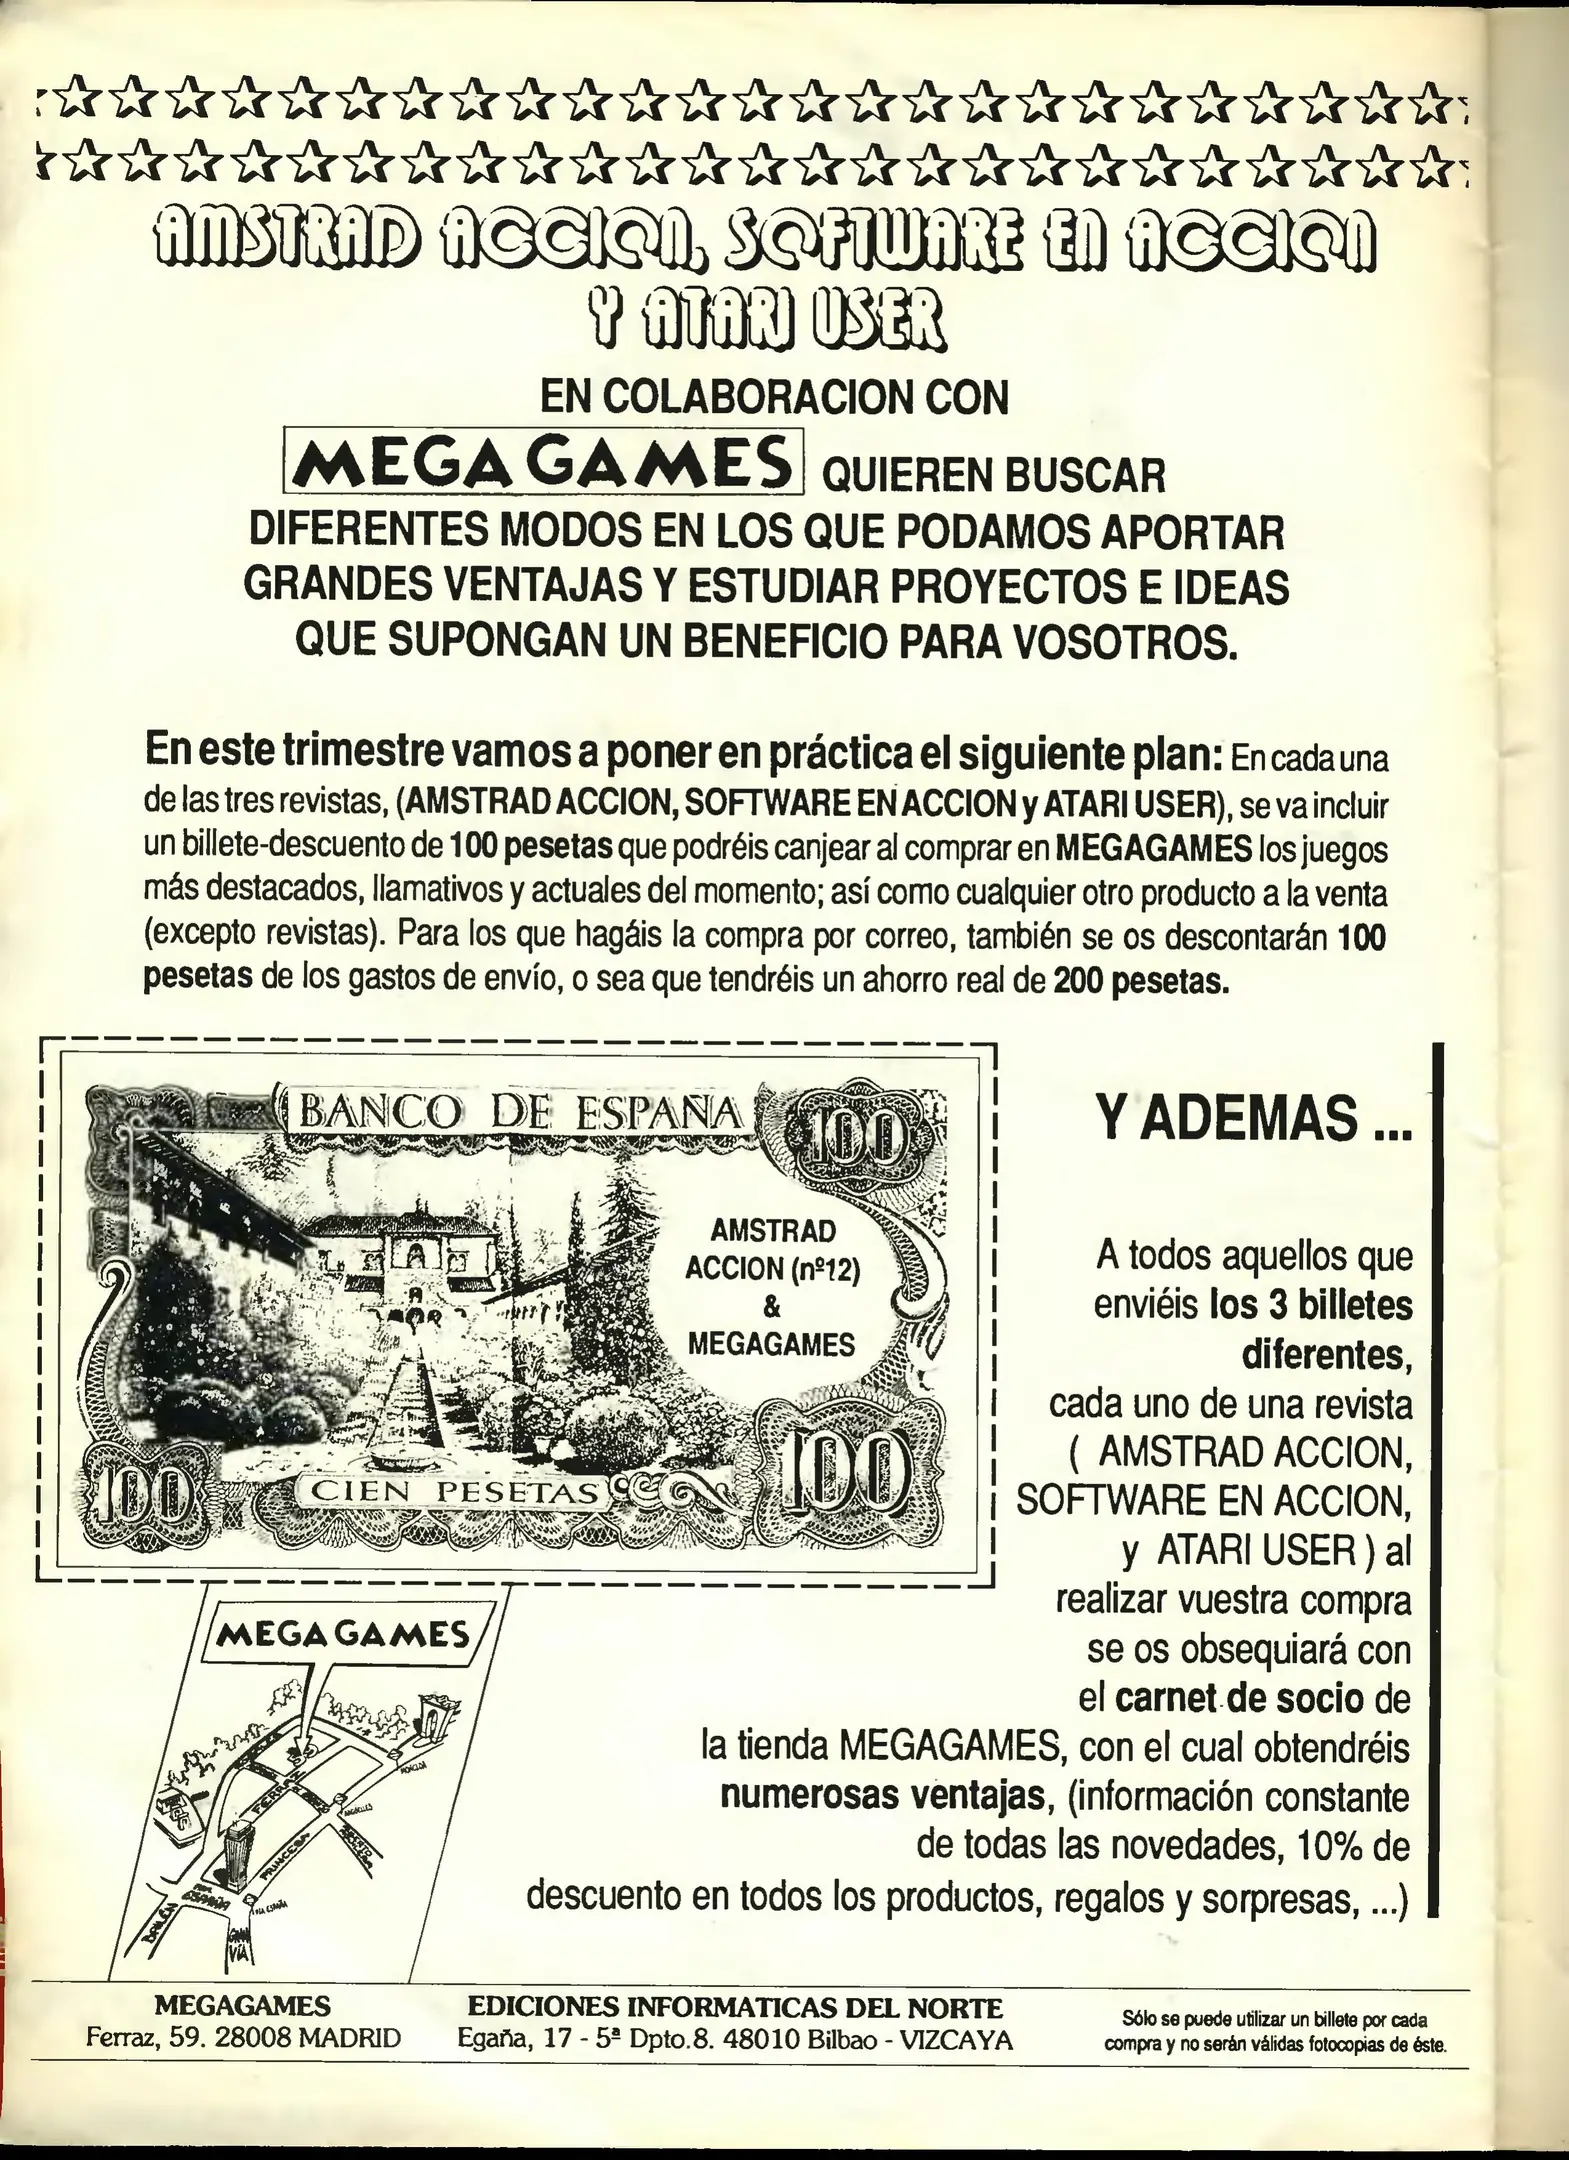 AMSTRAD ACCION, SOFTWARE EN ACCION
Y ATARI USER
EN COLABORACION CON
MEGA GAMES QUIEREN BUSCAR
DIFERENTES MODOS EN LOS QUE PODAMOS APORTAR
GRANDES VENTAJAS Y ESTUDIAR PROYECTOS E IDEAS
QUE SUPONGAN UN BENEFICIO PARA VOSOTROS.
En este trimestre vamos a poner en práctica el siguiente plan: En cada una
de las tres revistas, (AMSTRAD ACCION, SOFTWARE EN ACCION y ATARI USER), se va incluir
un billete-descuento de 100 pesetas que podréis canjear al comprar en MEGAGAMES los juegos
más destacados, llamativos y actuales del momento; así como cualquier otro producto a la venta
(excepto revistas). Para los que hagáis la compra por correo, también se os descontarán 100
pesetas de los gastos de envío, o sea que tendréis un ahorro real de 200 pesetas.
BANCO DE ESPAÑA
100
AMSTRAD
ACCION (nº12)
&
MEGAGAMES
100
CIEN PESETAS
100
Y ADEMAS ...
A todos aquellos que
enviéis los 3 billetes
diferentes,
cada uno de una revista
( AMSTRAD ACCION,
SOFTWARE EN ACCION,
y ATARI USER ) al
realizar vuestra compra
se os obsequiará con
el carnet de socio de
la tienda MEGAGAMES, con el cual obtendréis
numerosas ventajas, (información constante
de todas las novedades, 10% de
descuento en todos los productos, regalos y sorpresas, ...)
MEGA GAMES
FERRAZ
MONCLOA
ARGÜELLES
PRINCESA
PZA. ESPAÑA
BAILÉN
GRAN
VÍA
MEGAGAMES
Ferraz, 59. 28008 MADRID
EDICIONES INFORMATICAS DEL NORTE
Egaña, 17 - 5ª Dpto.8. 48010 Bilbao - VIZCAYA
Sólo se puede utilizar un billete por cada
compra y no serán válidas fotocopias de éste.